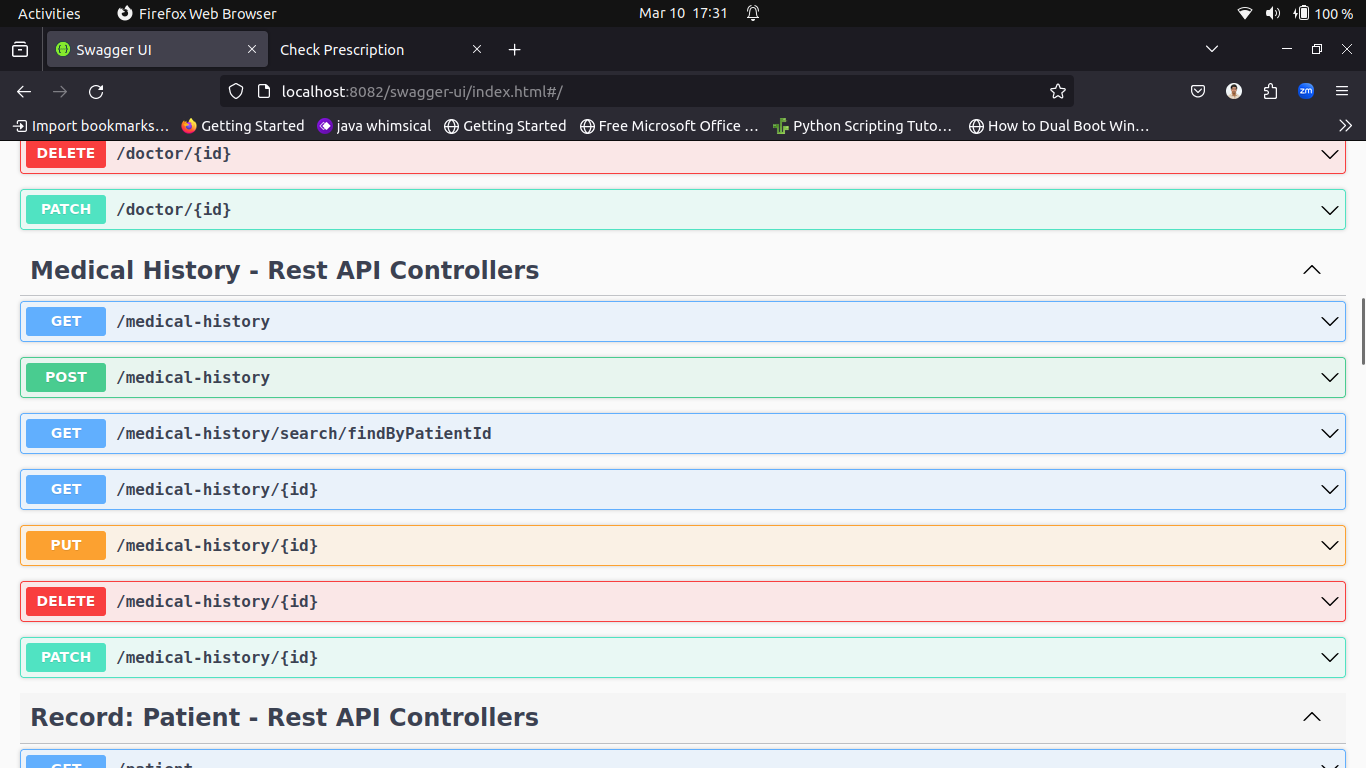 Activities Firefox Web Browser Mar 10 17:31 100 %
Swagger UI Check Prescription
localhost:8082/swagger-ui/index.html#/ zm
Import bookmarks… Getting Started java whimsical Getting Started Free Microsoft Office … Python Scripting Tuto… How to Dual Boot Win…
DELETE /doctor/{id}
PATCH /doctor/{id}
Medical History - Rest API Controllers
GET /medical-history
POST /medical-history
GET /medical-history/search/findByPatientId
GET /medical-history/{id}
PUT /medical-history/{id}
DELETE /medical-history/{id}
PATCH /medical-history/{id}
Record: Patient - Rest API Controllers
GET /patient